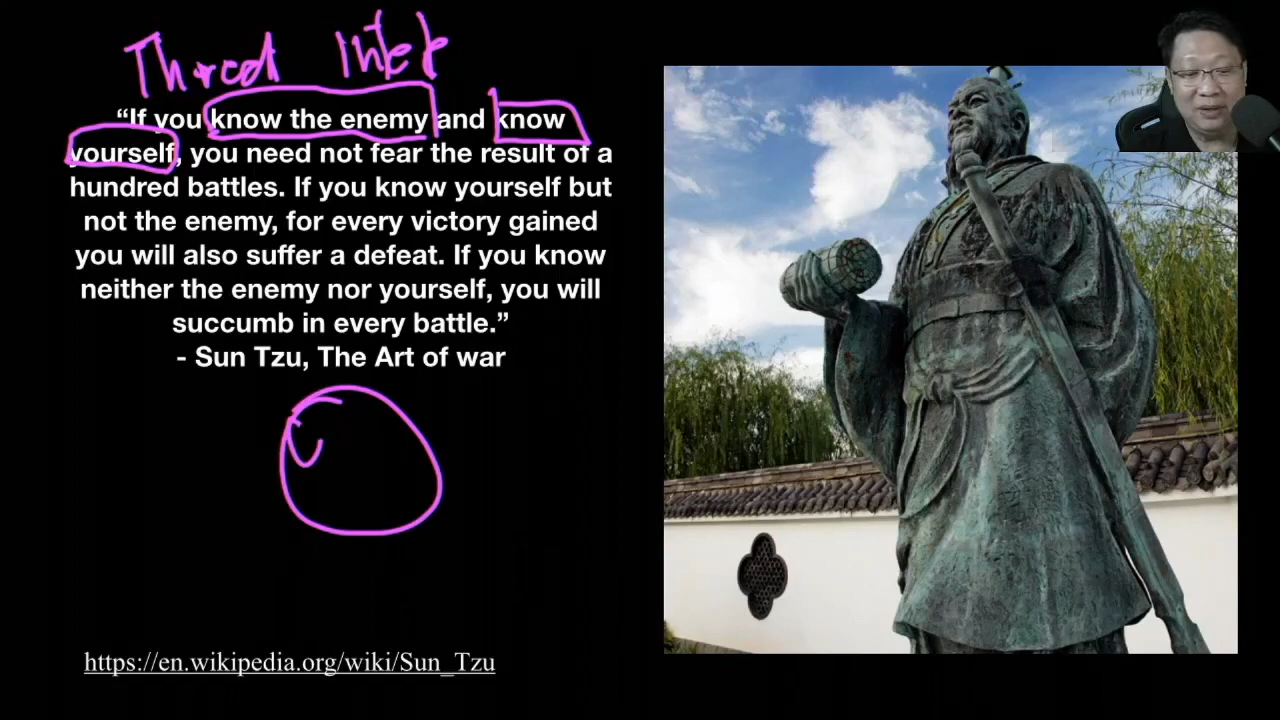 “If you know the enemy and know
yourself, you need not fear the result of a
hundred battles. If you know yourself but
not the enemy, for every victory gained
you will also suffer a defeat. If you know
neither the enemy nor yourself, you will
succumb in every battle.”
- Sun Tzu, The Art of war
https://en.wikipedia.org/wiki/Sun_Tzu